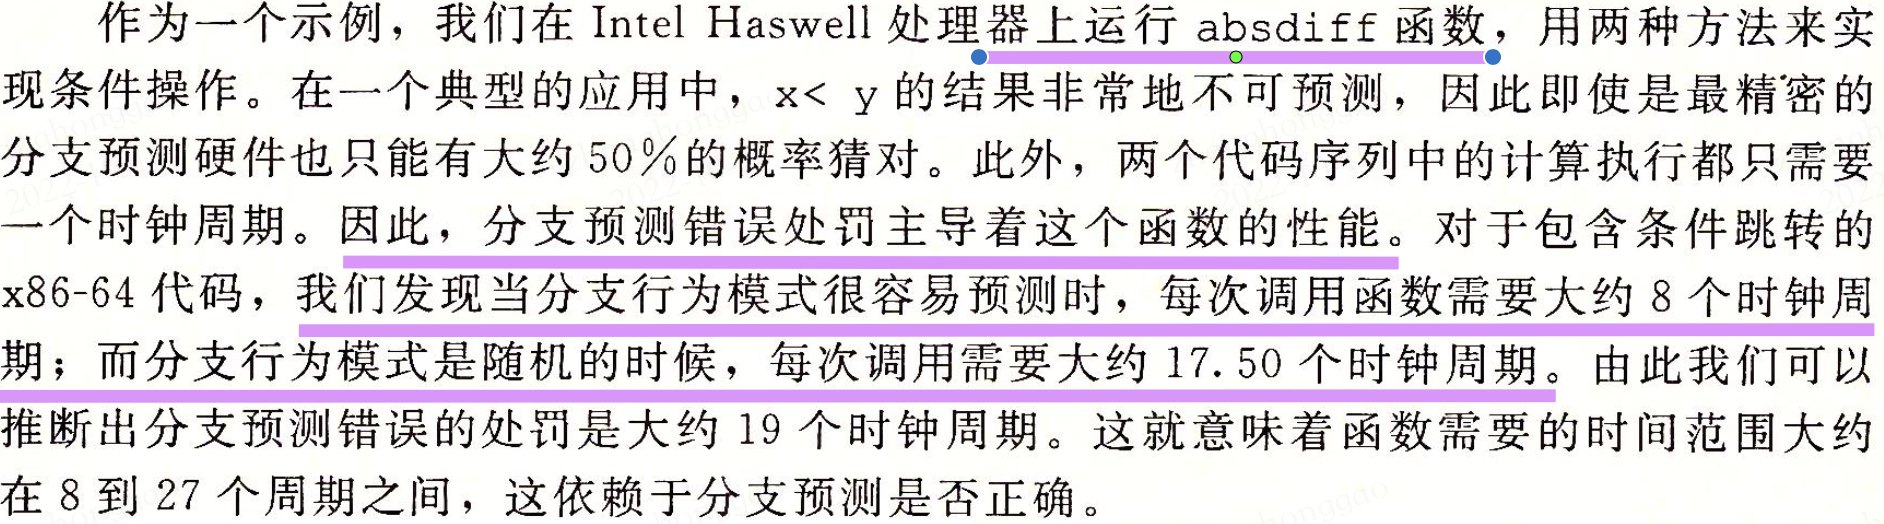 作为一个示例，我们在 Intel Haswell 处理器上运行 absdiff 函数，用两种方法来实
现条件操作。在一个典型的应用中，x< y 的结果非常地不可预测，因此即使是最精密的
分支预测硬件也只能有大约 50%的概率猜对。此外，两个代码序列中的计算执行都只需要
一个时钟周期。因此，分支预测错误处罚主导着这个函数的性能。对于包含条件跳转的
x86-64 代码，我们发现当分支行为模式很容易预测时，每次调用函数需要大约 8 个时钟周
期；而分支行为模式是随机的时候，每次调用需要大约 17.50 个时钟周期。由此我们可以
推断出分支预测错误的处罚是大约 19 个时钟周期。这就意味着函数需要的时间范围大约
在 8 到 27 个周期之间，这依赖于分支预测是否正确。